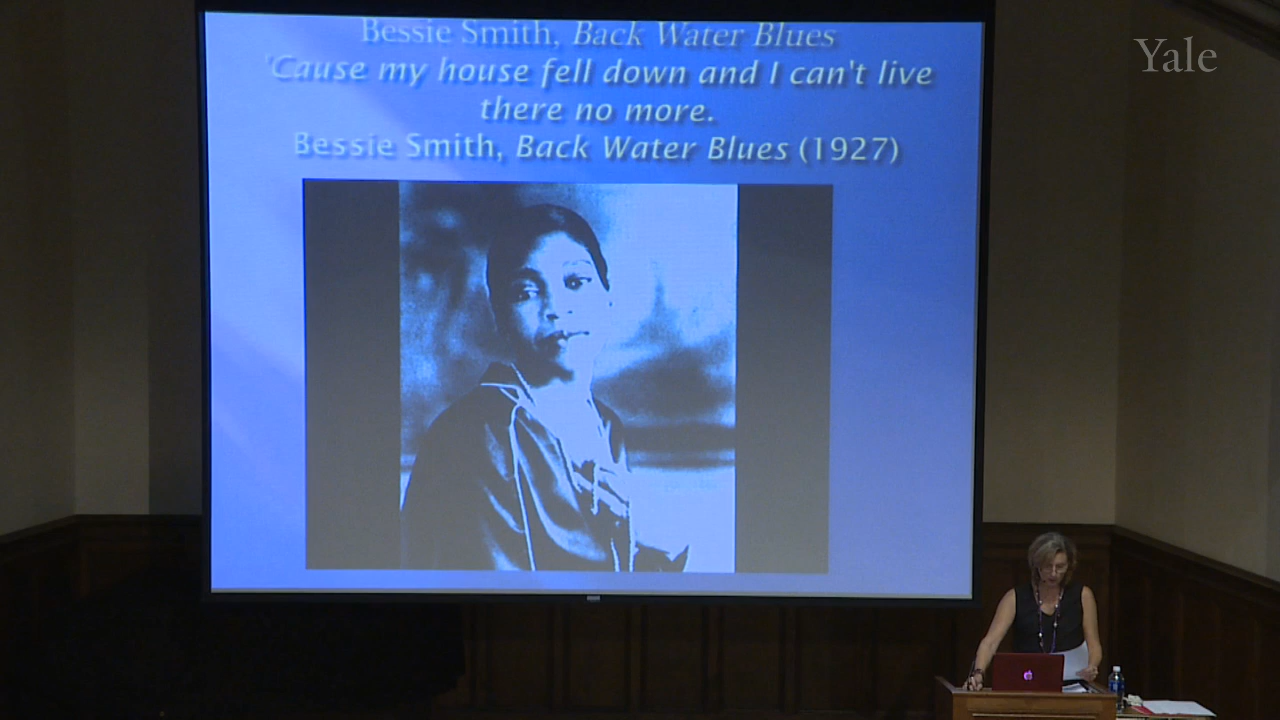 Bessie Smith, Back Water Blues
'Cause my house fell down and I can't live
there no more.
Bessie Smith, Back Water Blues (1927)
Yale